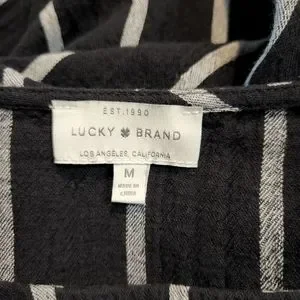 EST. 1990
LUCKY BRAND
LOS ANGELES, CALIFORNIA
M